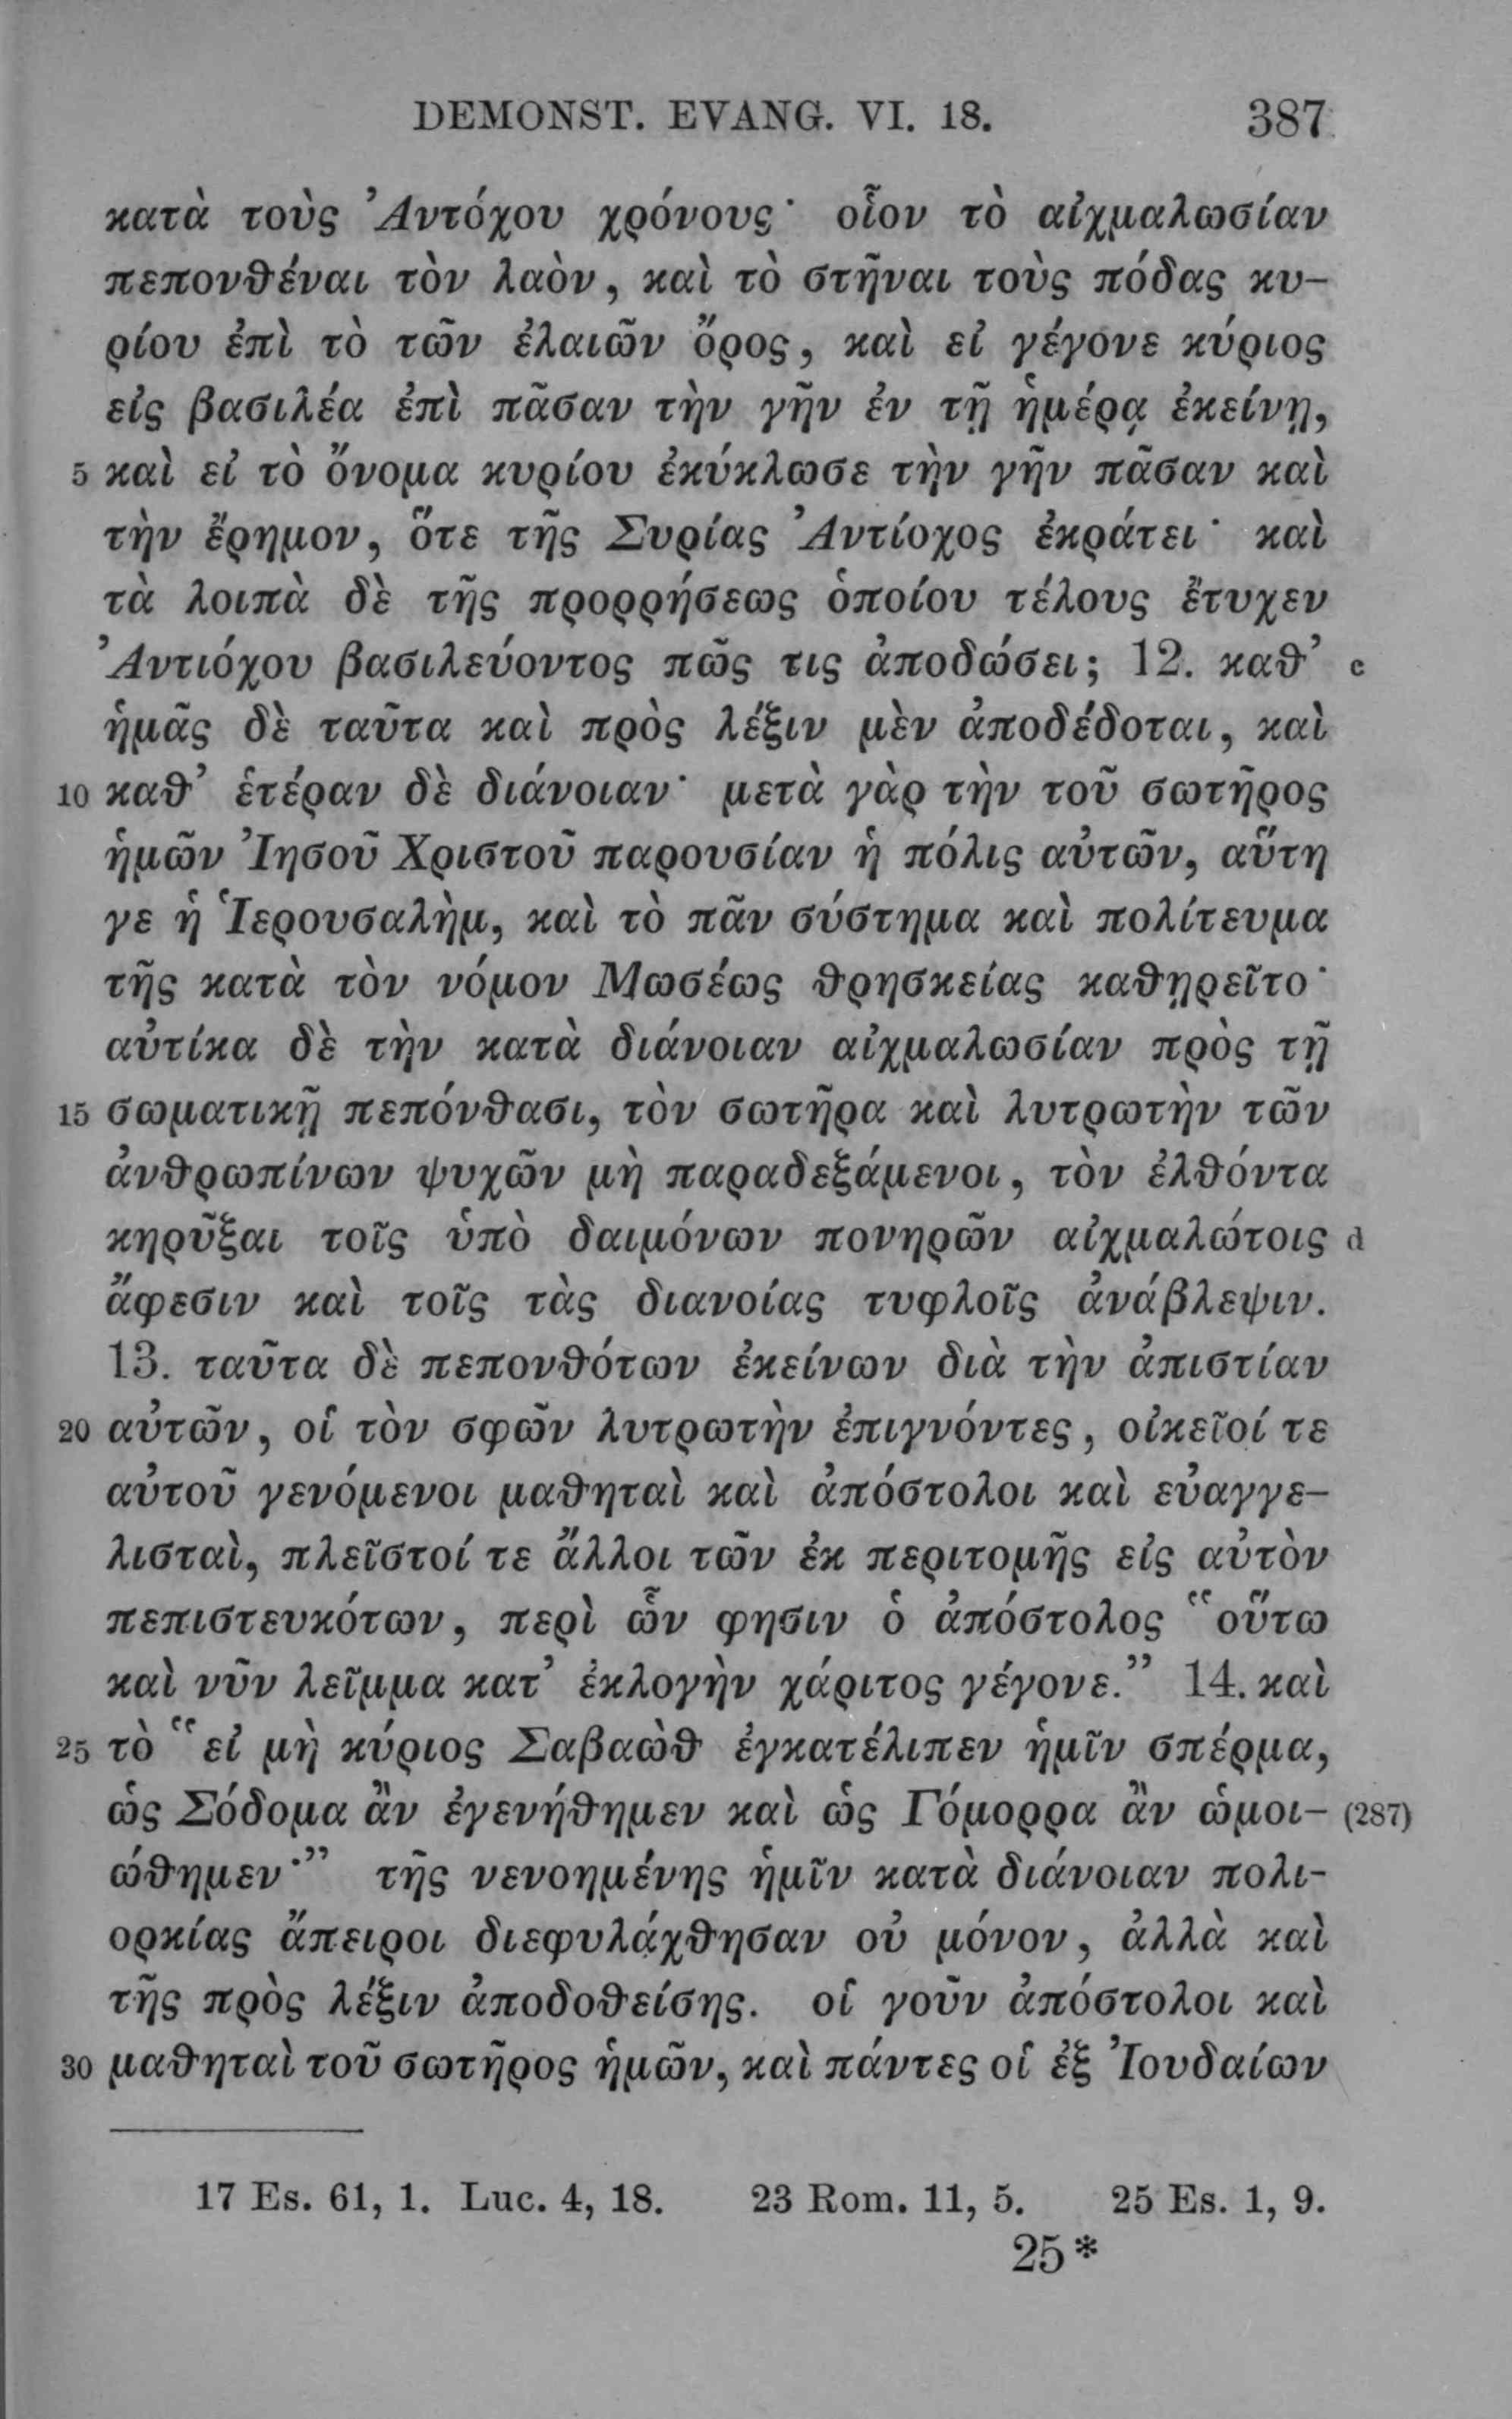 DEMONST. EVANG. VI. 18. 387
κατὰ τοὺς Ἀντόχου χρόνους· οἷον τὸ αἰχμαλωσίαν
πεπονθέναι τὸν λαὸν, καὶ τὸ στῆναι τοὺς πόδας κυ-
ρίου ἐπὶ τὸ τῶν ἐλαιῶν ὄρος, καὶ εἰ γέγονε κύριος
εἰς βασιλέα ἐπὶ πᾶσαν τὴν γῆν ἐν τῇ ἡμέρᾳ ἐκείνῃ,
5 καὶ εἰ τὸ ὄνομα κυρίου ἐκύκλωσε τὴν γῆν πᾶσαν καὶ
τὴν ἔρημον, ὅτε τῆς Συρίας Ἀντίοχος ἐκράτει· καὶ
τὰ λοιπὰ δὲ τῆς προρρήσεως ὁποίου τέλους ἔτυχεν
Ἀντιόχου βασιλεύοντος πῶς τις ἀποδώσει; 12. καθ’ c
ἡμᾶς δὲ ταῦτα καὶ πρὸς λέξιν μὲν ἀποδέδοται, καὶ
10 καθ’ ἑτέραν δὲ διάνοιαν· μετὰ γὰρ τὴν τοῦ σωτῆρος
ἡμῶν Ἰησοῦ Χριστοῦ παρουσίαν ἡ πόλις αὐτῶν, αὕτη
γε ἡ Ἱερουσαλὴμ, καὶ τὸ πᾶν σύστημα καὶ πολίτευμα
τῆς κατὰ τὸν νόμον Μωσέως θρησκείας καθῃρεῖτο·
αὐτίκα δὲ τὴν κατὰ διάνοιαν αἰχμαλωσίαν πρὸς τῇ
15 σωματικῇ πεπόνθασι, τὸν σωτῆρα καὶ λυτρωτὴν τῶν
ἀνθρωπίνων ψυχῶν μὴ παραδεξάμενοι, τὸν ἐλθόντα
κηρῦξαι τοῖς ὑπὸ δαιμόνων πονηρῶν αἰχμαλώτοις d
ἄφεσιν καὶ τοῖς τὰς διανοίας τυφλοῖς ἀνάβλεψιν.
13. ταῦτα δὲ πεπονθότων ἐκείνων διὰ τὴν ἀπιστίαν
20 αὐτῶν, οἱ τὸν σφῶν λυτρωτὴν ἐπιγνόντες, οἰκεῖοί τε
αὐτοῦ γενόμενοι μαθηταὶ καὶ ἀπόστολοι καὶ εὐαγγε-
λισταὶ, πλεῖστοί τε ἄλλοι τῶν ἐκ περιτομῆς εἰς αὐτὸν
πεπιστευκότων, περὶ ὧν φησιν ὁ ἀπόστολος “οὕτω
καὶ νῦν λεῖμμα κατ’ ἐκλογὴν χάριτος γέγονε.” 14. καὶ
25 τὸ “εἰ μὴ κύριος Σαβαὼθ ἐγκατέλιπεν ἡμῖν σπέρμα,
ὡς Σόδομα ἂν ἐγενήθημεν καὶ ὡς Γόμορρα ἂν ὡμοι- (287)
ώθημεν·” τῆς νενοημένης ἡμῖν κατὰ διάνοιαν πολι-
ορκίας ἄπειροι διεφυλάχθησαν οὐ μόνον, ἀλλὰ καὶ
τῆς πρὸς λέξιν ἀποδοθείσης. οἱ γοῦν ἀπόστολοι καὶ
30 μαθηταὶ τοῦ σωτῆρος ἡμῶν, καὶ πάντες οἱ ἐξ Ἰουδαίων
17 Es. 61, 1. Luc. 4, 18. 23 Rom. 11, 5. 25 Es. 1, 9.
25*